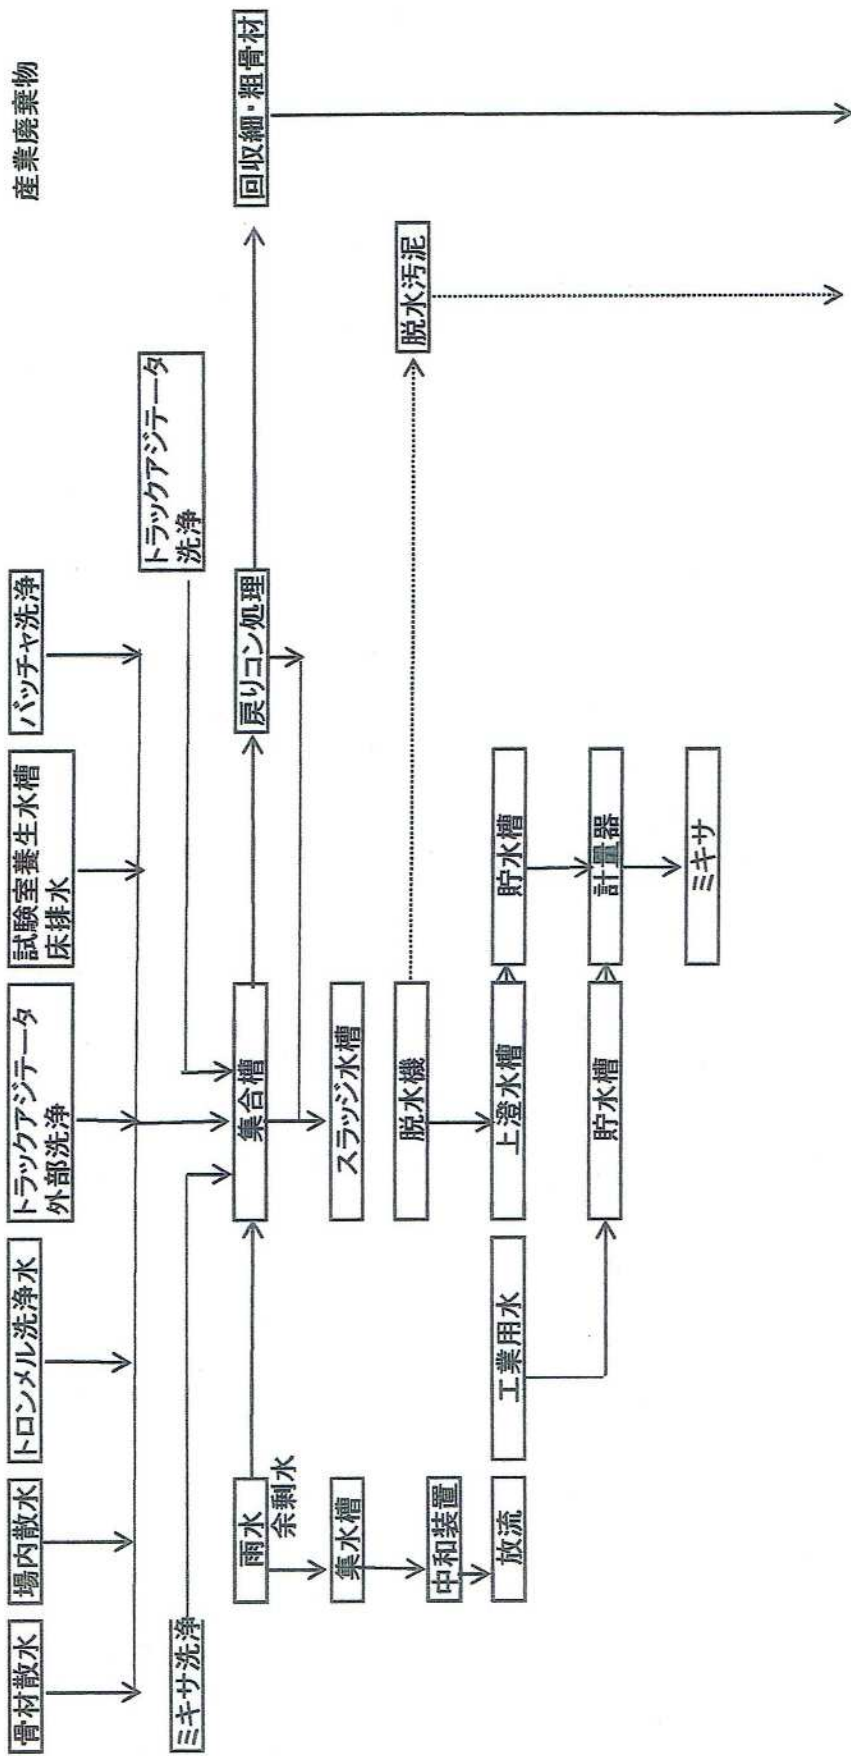 産業廃棄物
骨材散水
場内散水
トロンメル洗浄水
トラックアジテータ
外部洗浄
試験室養生水槽
床排水
バッチャ洗浄
ミキサ洗浄
トラックアジテータ
洗浄
雨水
余剰水
集合槽
戻りコン処理
回収細・粗骨材
集水槽
スラッジ水槽
中和装置
脱水機
脱水汚泥
放流
工業用水
上澄水槽
貯水槽
貯水槽
計量器
ミキサ